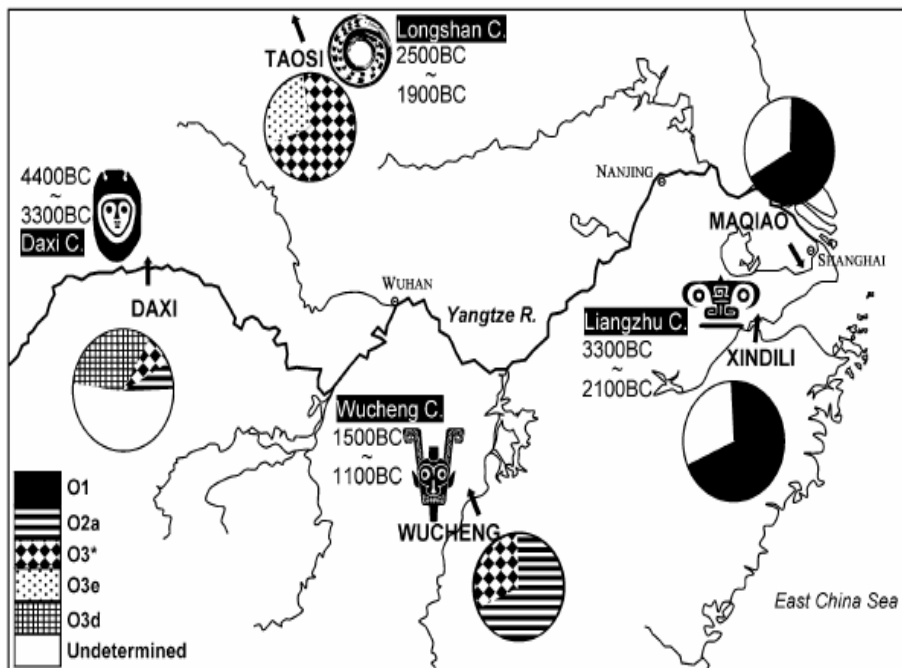 Longshan C.
TAOSI
2500BC
~
1900BC
4400BC
~
3300BC
Daxi C.
DAXI
NANJING
MAQIAO
SHANGHAI
WUHAN
Yangtze R.
Liangzhu C.
3300BC
~
2100BC
XINDILI
Wucheng C.
1500BC
~
1100BC
WUCHENG
O1
O2a
O3*
O3e
O3d
Undetermined
East China Sea